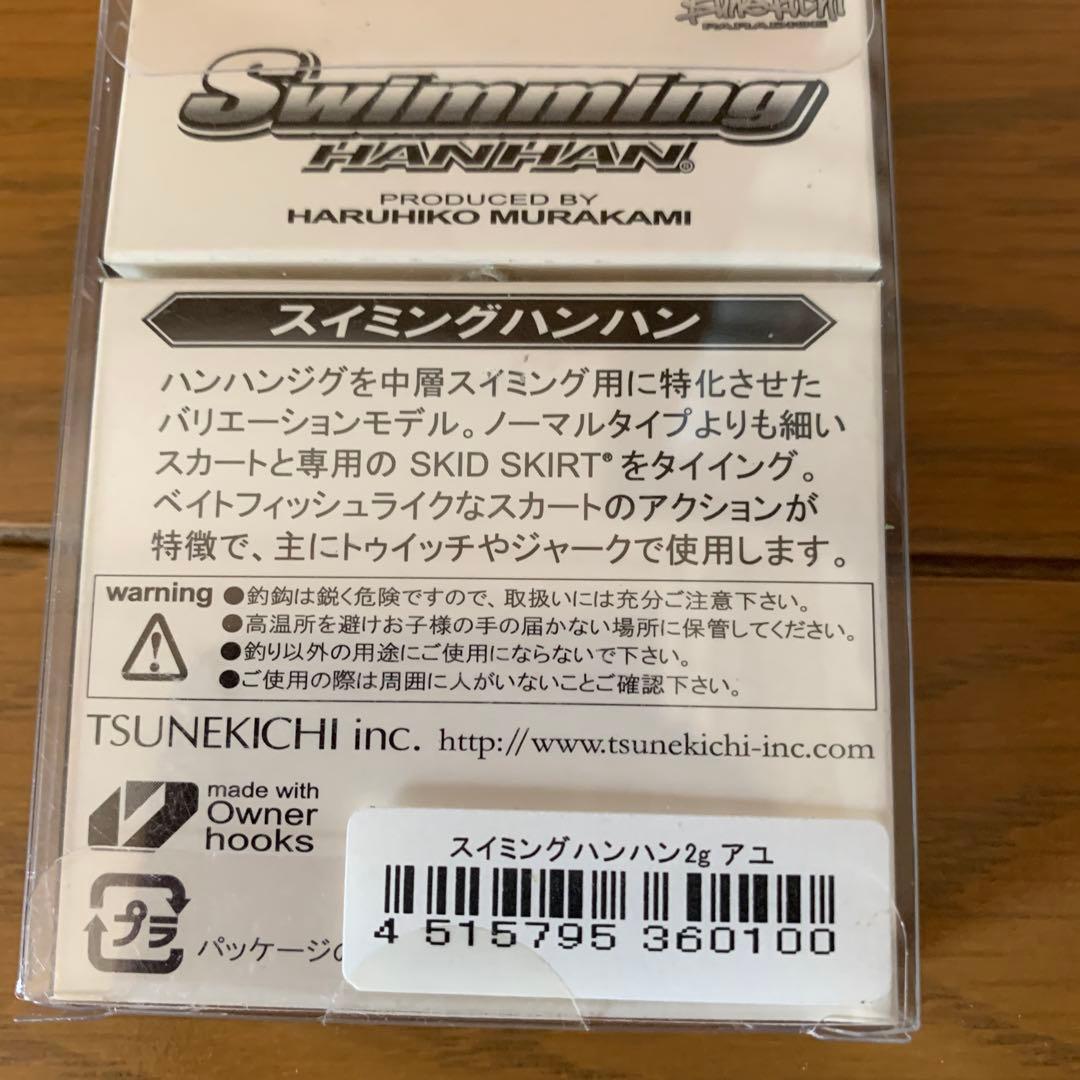 Tsunekichi
PARADISE
Swimming
HANHAN®
PRODUCED BY
HARUHIKO MURAKAMI
スイミングハンハン
ハンハンジグを中層スイミング用に特化させた
バリエーションモデル。ノーマルタイプよりも細い
スカートと専用の SKID SKIRT®をタイイング。
ベイトフィッシュライクなスカートのアクションが
特徴で、主にトゥイッチやジャークで使用します。
warning
●釣鈎は鋭く危険ですので、取扱いには充分ご注意下さい。
●高温所を避けお子様の手の届かない場所に保管してください。
●釣り以外の用途にご使用にならないで下さい。
●ご使用の際は周囲に人がいないことご確認下さい。
TSUNEKICHI inc. http://www.tsunekichi-inc.com
made with
Owner
hooks
スイミングハンハン2g アユ
4 515795 360100
プラ
パッケージの